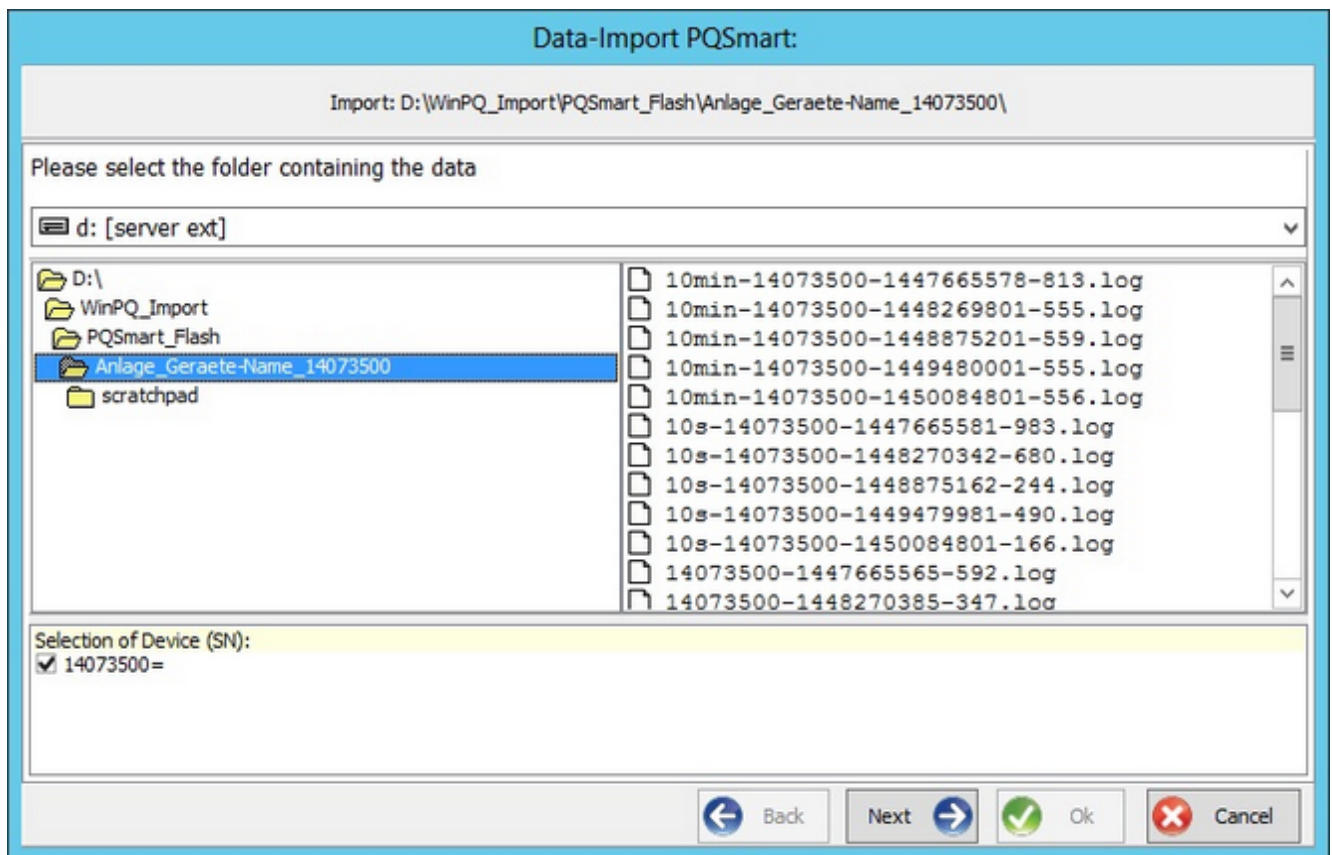 Data-Import PQSmart:
Import: D:\WinPQ_Import\PQSmart_Flash\Anlage_Geraete-Name_14073500\
Please select the folder containing the data
d: [server ext]
D:\
WinPQ_Import
PQSmart_Flash
Anlage_Geraete-Name_14073500
scratchpad
10min-14073500-1447665578-813.log
10min-14073500-1448269801-555.log
10min-14073500-1448875201-559.log
10min-14073500-1449480001-555.log
10min-14073500-1450084801-556.log
10s-14073500-1447665581-983.log
10s-14073500-1448270342-680.log
10s-14073500-1448875162-244.log
10s-14073500-1449479981-490.log
10s-14073500-1450084801-166.log
14073500-1447665565-592.log
14073500-1448270385-347.log
Selection of Device (SN):
14073500=
Back
Next
Ok
Cancel